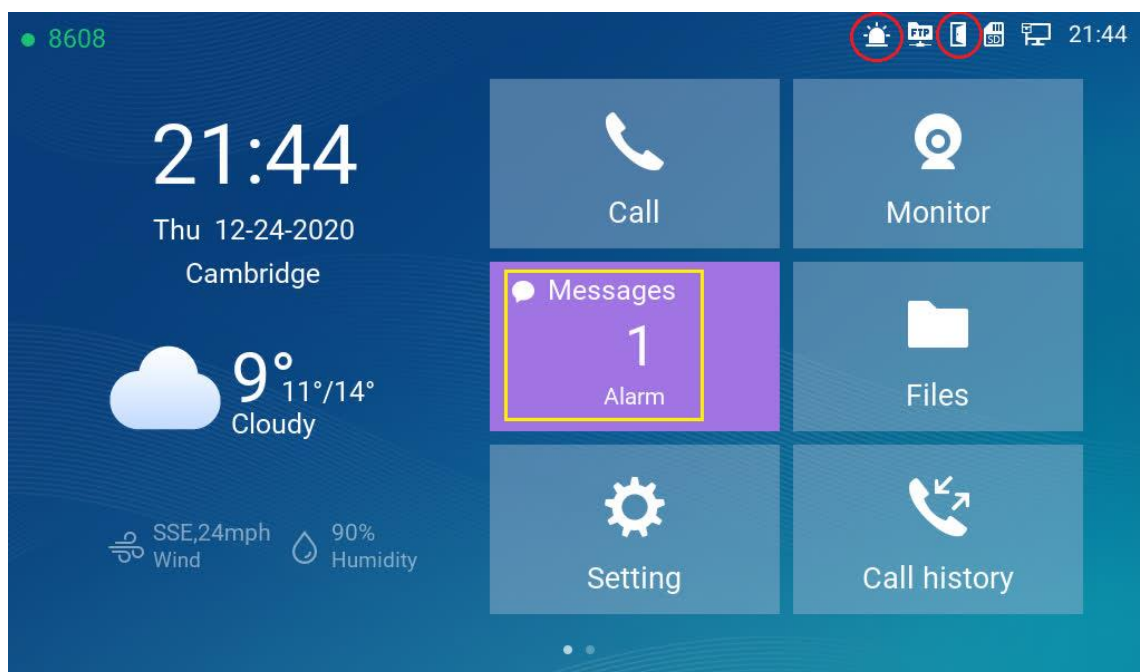 8608
FTP
SD
21:44
21:44
Thu 12-24-2020
Cambridge
9°
11°/14°
Cloudy
SSE,24mph
Wind
90%
Humidity
Call
Monitor
Messages
1
Alarm
Files
Setting
Call history